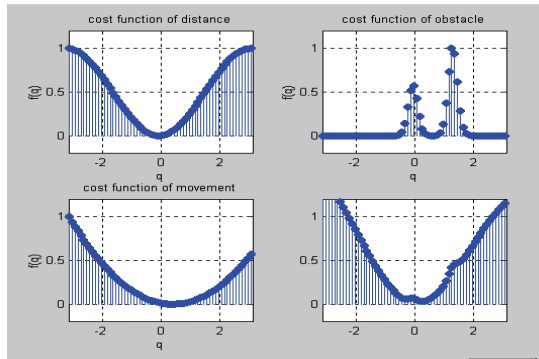 cost function of distance
1
0.5
0
f(q)
-2 0 2
q
cost function of obstacle
1
0.5
0
f(q)
-2 0 2
q
cost function of movement
1
0.5
0
f(q)
-2 0 2
q
1
0.5
0
-2 0 2